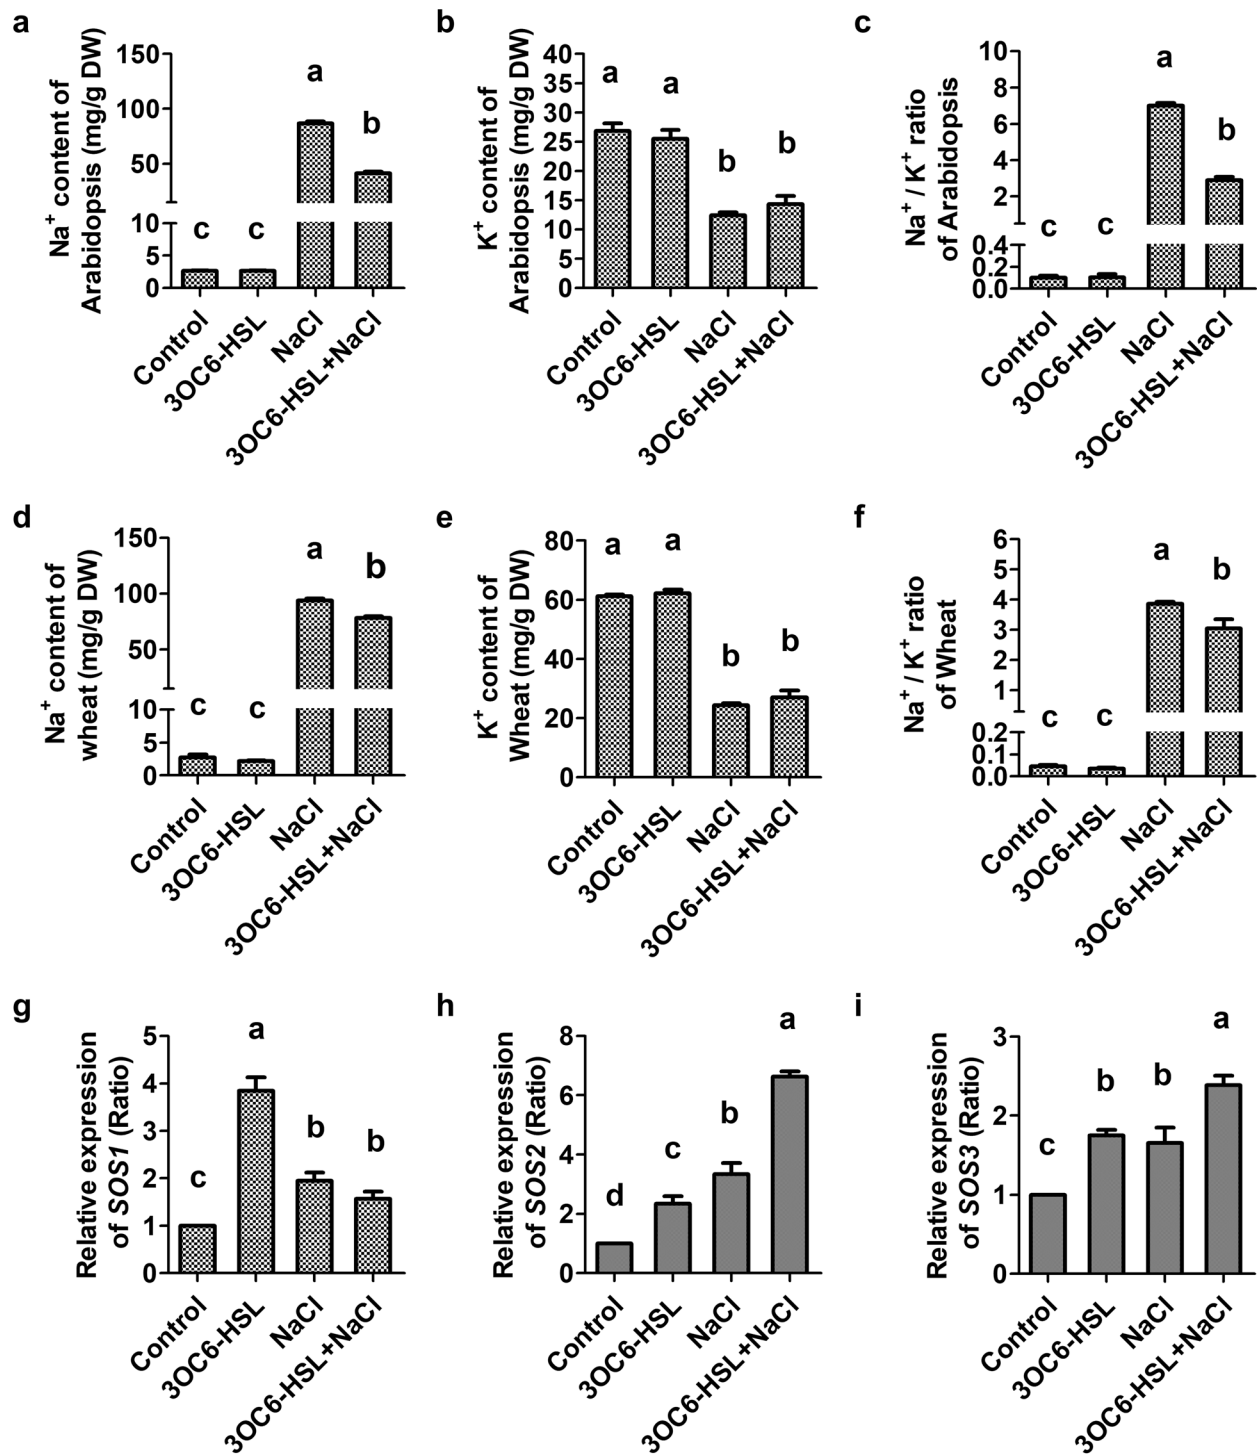 a
Na+ content of
Arabidopsis (mg/g DW)
150
100
50
10
5
0
c
c
a
b
Control
3OC6-HSL
NaCl
3OC6-HSL+NaCl
b
K+ content of
Arabidopsis (mg/g DW)
40
35
30
25
20
15
10
5
0
a
a
b
b
Control
3OC6-HSL
NaCl
3OC6-HSL+NaCl
c
Na+ / K+ ratio
of Arabidopsis
10
8
6
4
2
0.4
0.2
0.0
c
c
a
b
Control
3OC6-HSL
NaCl
3OC6-HSL+NaCl
d
Na+ content of
wheat (mg/g DW)
150
100
50
10
5
0
c
c
a
b
Control
3OC6-HSL
NaCl
3OC6-HSL+NaCl
e
K+ content of
Wheat (mg/g DW)
80
60
40
20
0
a
a
b
b
Control
3OC6-HSL
NaCl
3OC6-HSL+NaCl
f
Na+ / K+ ratio
of Wheat
6
5
4
3
2
1
0.2
0.1
0.0
c
c
a
b
Control
3OC6-HSL
NaCl
3OC6-HSL+NaCl
g
Relative expression
of SOS1 (Ratio)
5
4
3
2
1
0
c
a
b
b
Control
3OC6-HSL
NaCl
3OC6-HSL+NaCl
h
Relative expression
of SOS2 (Ratio)
8
6
4
2
0
d
c
b
a
Control
3OC6-HSL
NaCl
3OC6-HSL+NaCl
i
Relative expression
of SOS3 (Ratio)
3
2
1
0
c
b
b
a
Control
3OC6-HSL
NaCl
3OC6-HSL+NaCl